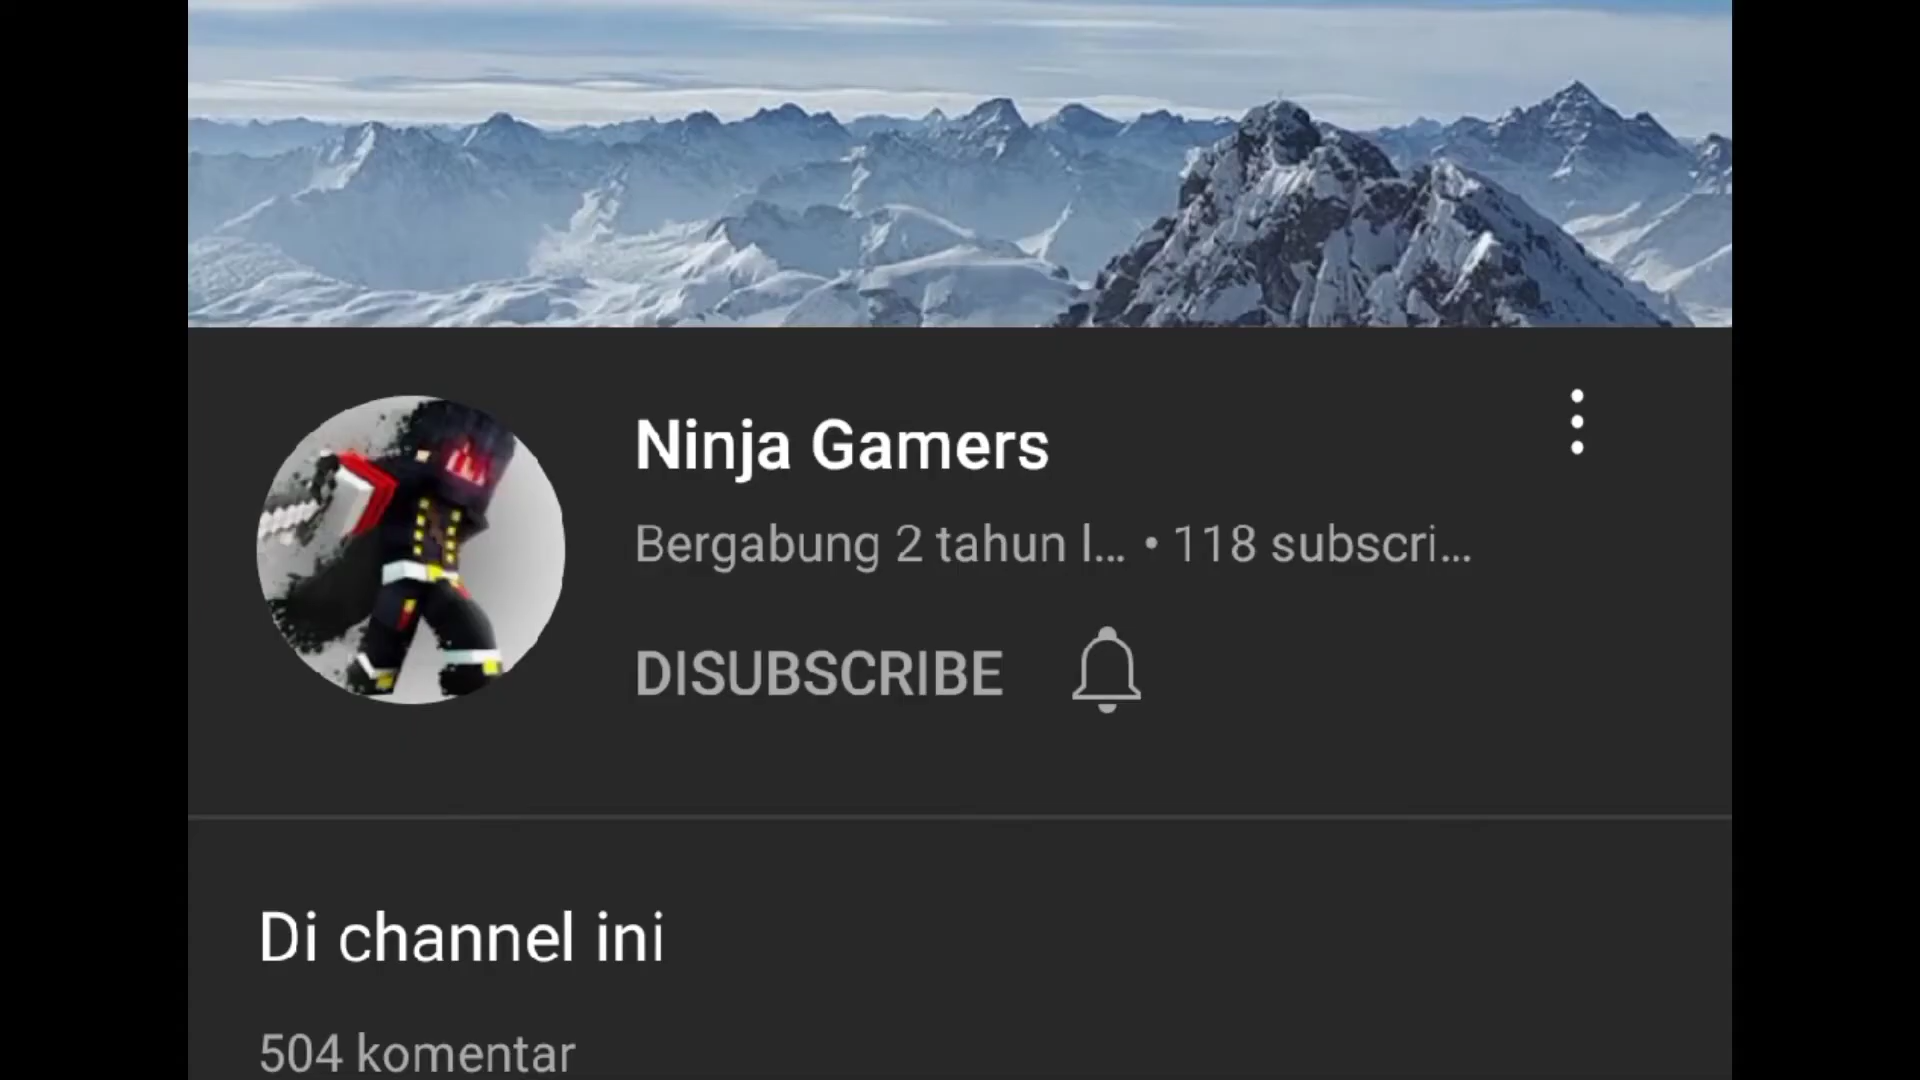 Ninja Gamers
Bergabung 2 tahun l... • 118 subscri...
DISUBSCRIBE
Di channel ini
504 komentar